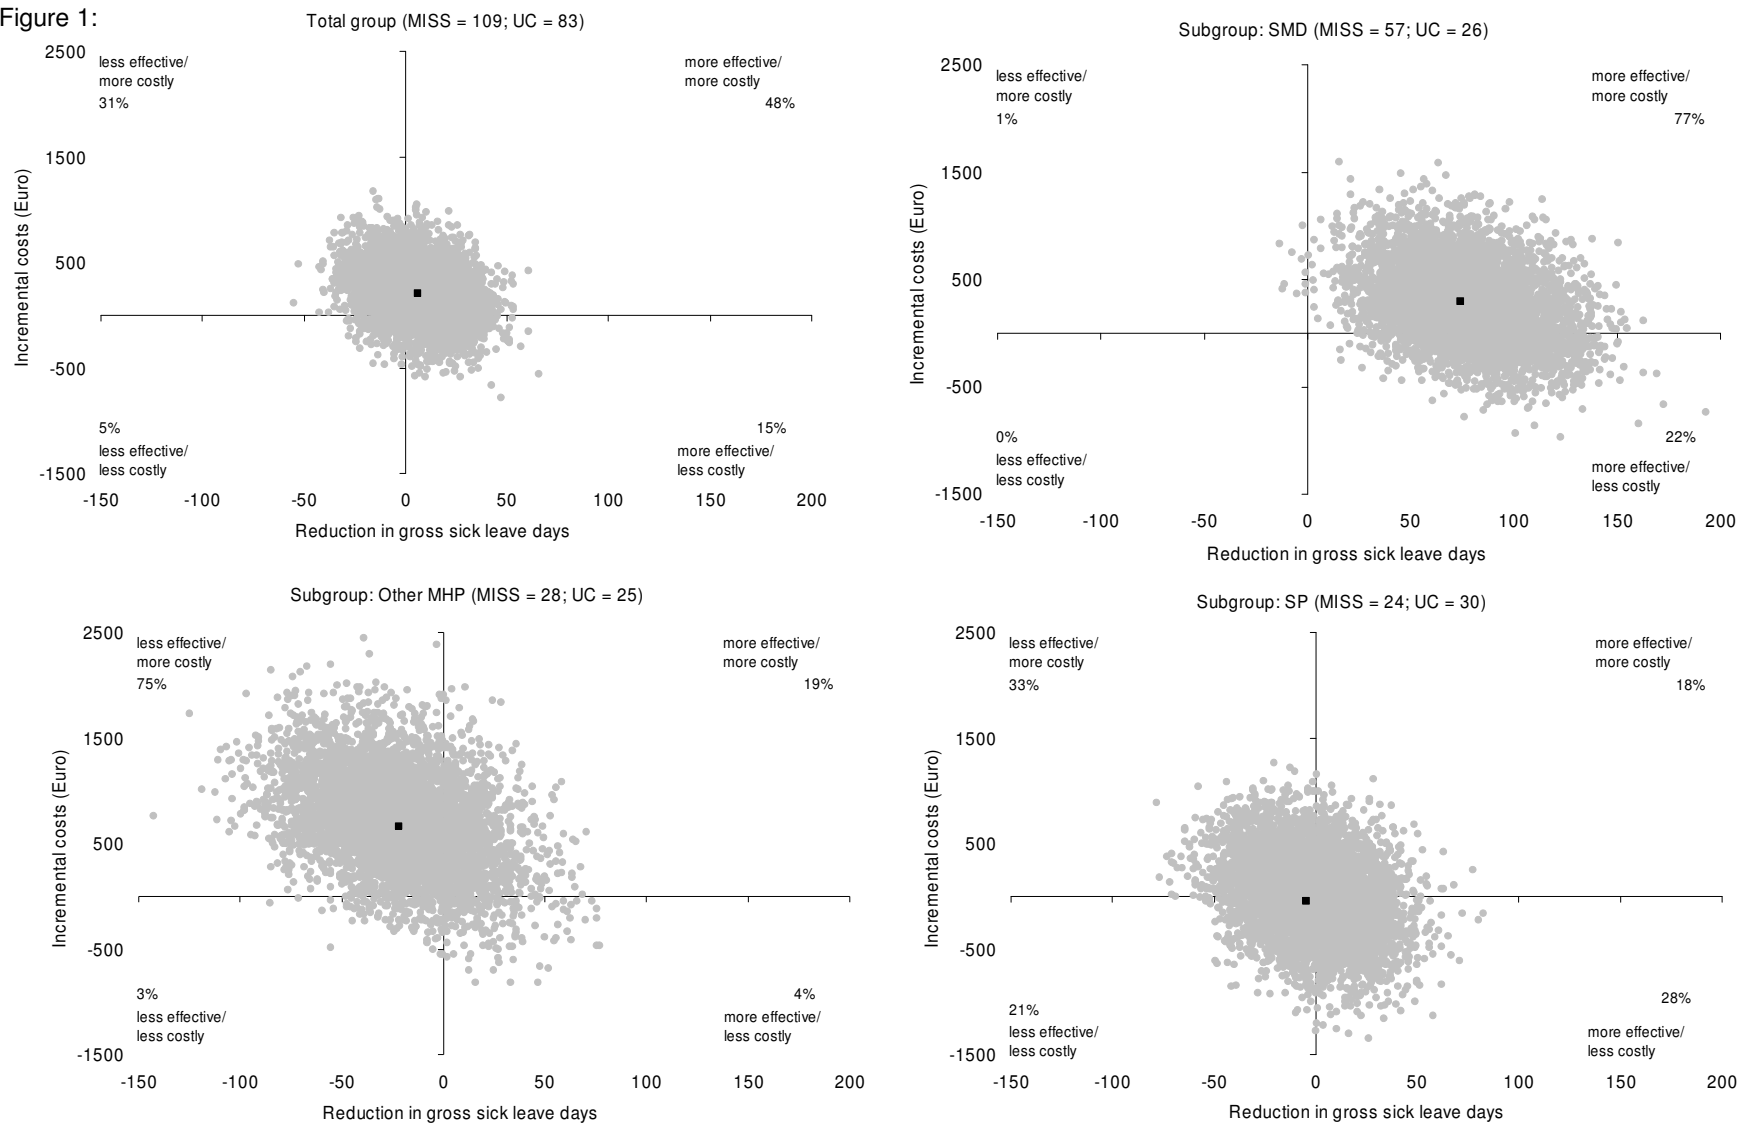 Figure 1:
Total group (MISS = 109; UC = 83)
2500
less effective/
more costly
31%
more effective/
more costly
48%
1500
500
-500
-1500
Incremental costs (Euro)
5%
less effective/
less costly
15%
more effective/
less costly
-150 -100 -50 0 50 100 150 200
Reduction in gross sick leave days
Subgroup: SMD (MISS = 57; UC = 26)
2500
less effective/
more costly
1%
more effective/
more costly
77%
1500
500
-500
-1500
Incremental costs (Euro)
0%
less effective/
less costly
22%
more effective/
less costly
-150 -100 -50 0 50 100 150 200
Reduction in gross sick leave days
Subgroup: Other MHP (MISS = 28; UC = 25)
2500
less effective/
more costly
75%
more effective/
more costly
19%
1500
500
-500
-1500
Incremental costs (Euro)
3%
less effective/
less costly
4%
more effective/
less costly
-150 -100 -50 0 50 100 150 200
Reduction in gross sick leave days
Subgroup: SP (MISS = 24; UC = 30)
2500
less effective/
more costly
33%
more effective/
more costly
18%
1500
500
-500
-1500
Incremental costs (Euro)
21%
less effective/
less costly
28%
more effective/
less costly
-150 -100 -50 0 50 100 150 200
Reduction in gross sick leave days